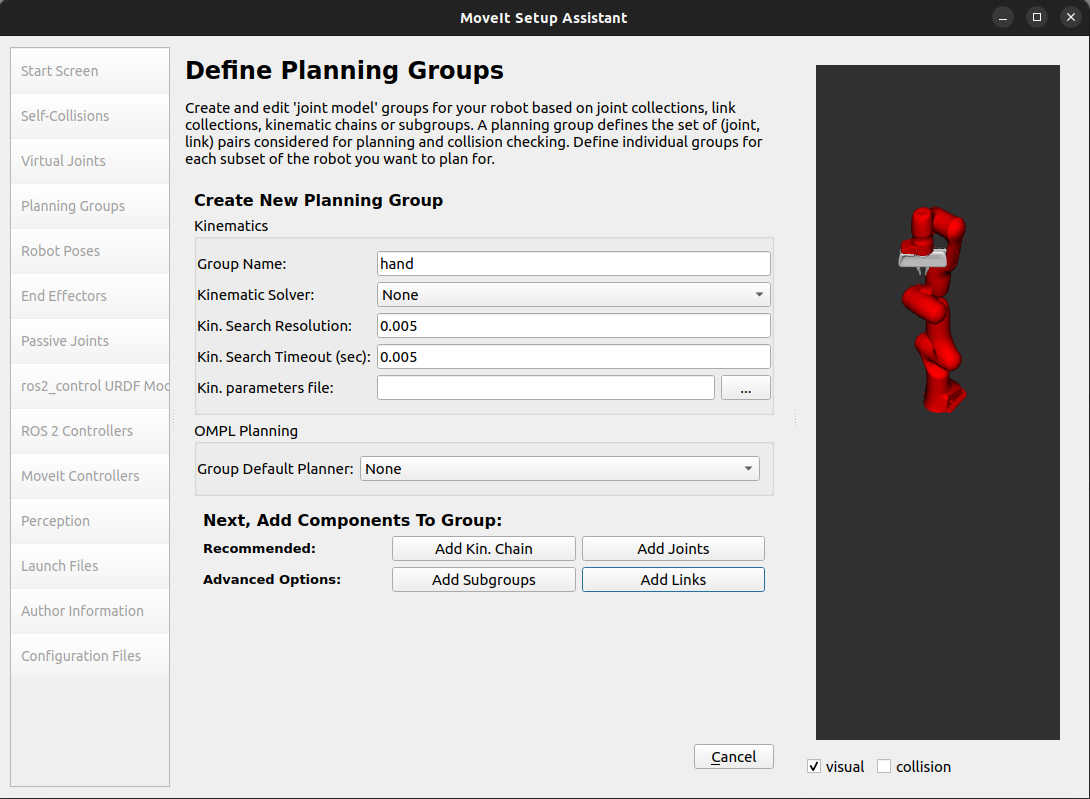 MoveIt Setup Assistant
Start Screen
Self-Collisions
Virtual Joints
Planning Groups
Robot Poses
End Effectors
Passive Joints
ros2_control URDF Moc
ROS 2 Controllers
MoveIt Controllers
Perception
Launch Files
Author Information
Configuration Files
Define Planning Groups
Create and edit 'joint model' groups for your robot based on joint collections, link
collections, kinematic chains or subgroups. A planning group defines the set of (joint,
link) pairs considered for planning and collision checking. Define individual groups for
each subset of the robot you want to plan for.
Create New Planning Group
Kinematics
Group Name: hand
Kinematic Solver: None
Kin. Search Resolution: 0.005
Kin. Search Timeout (sec): 0.005
Kin. parameters file: ...
OMPL Planning
Group Default Planner: None
Next, Add Components To Group:
Recommended: Add Kin. Chain Add Joints
Advanced Options: Add Subgroups Add Links
Cancel
visual collision